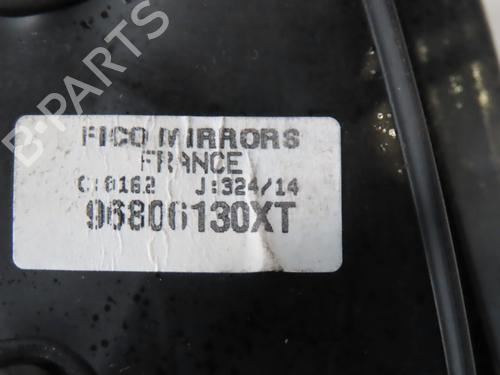 B-PARTS
FICO MIRRORS
FRANCE
C:0162 J:324/14
96806130XT